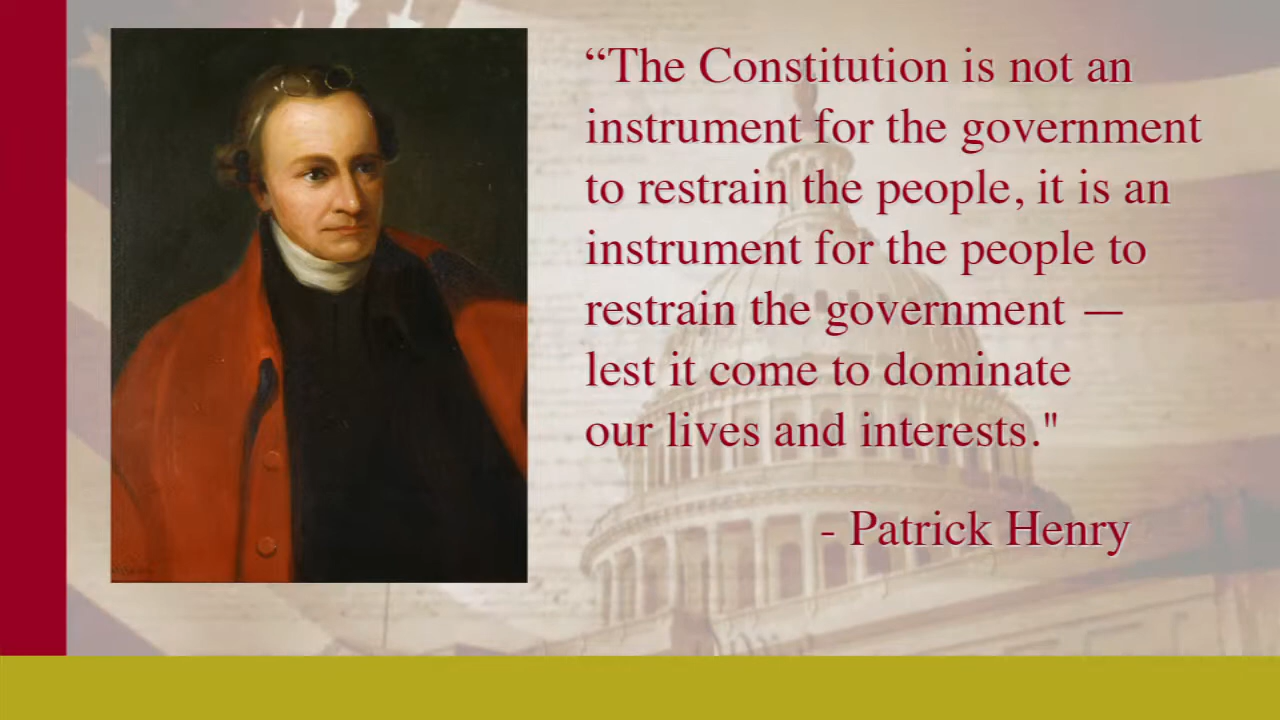 “The Constitution is not an
instrument for the government
to restrain the people, it is an
instrument for the people to
restrain the government —
lest it come to dominate
our lives and interests."
- Patrick Henry